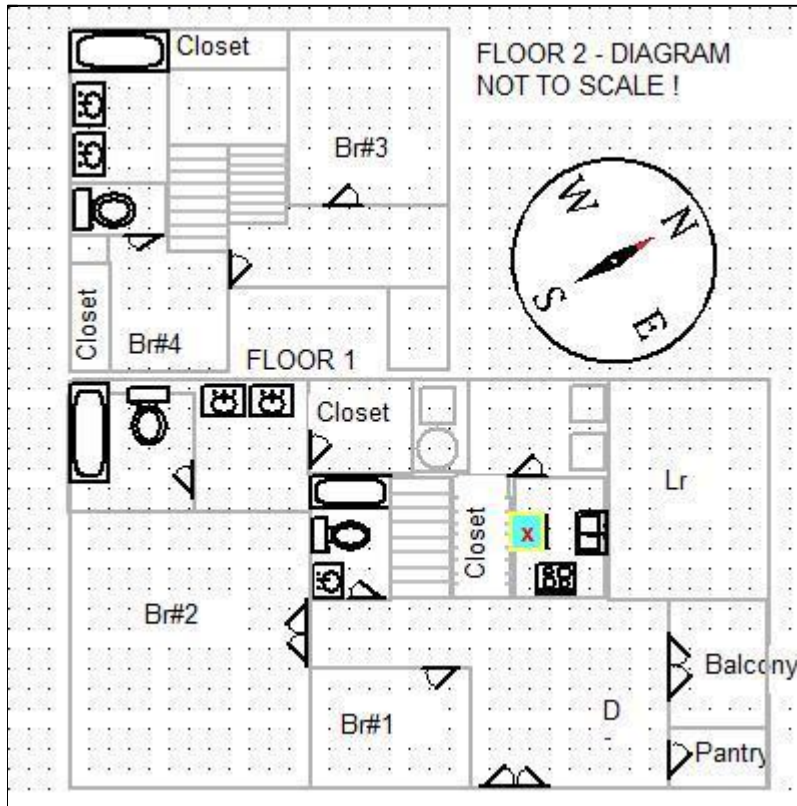 Closet
FLOOR 2 - DIAGRAM
NOT TO SCALE !
Br#3
W
N
S
E
Closet
Br#4
FLOOR 1
Closet
Lr
Closet
x
Br#2
Balcony
Br#1
D
Pantry